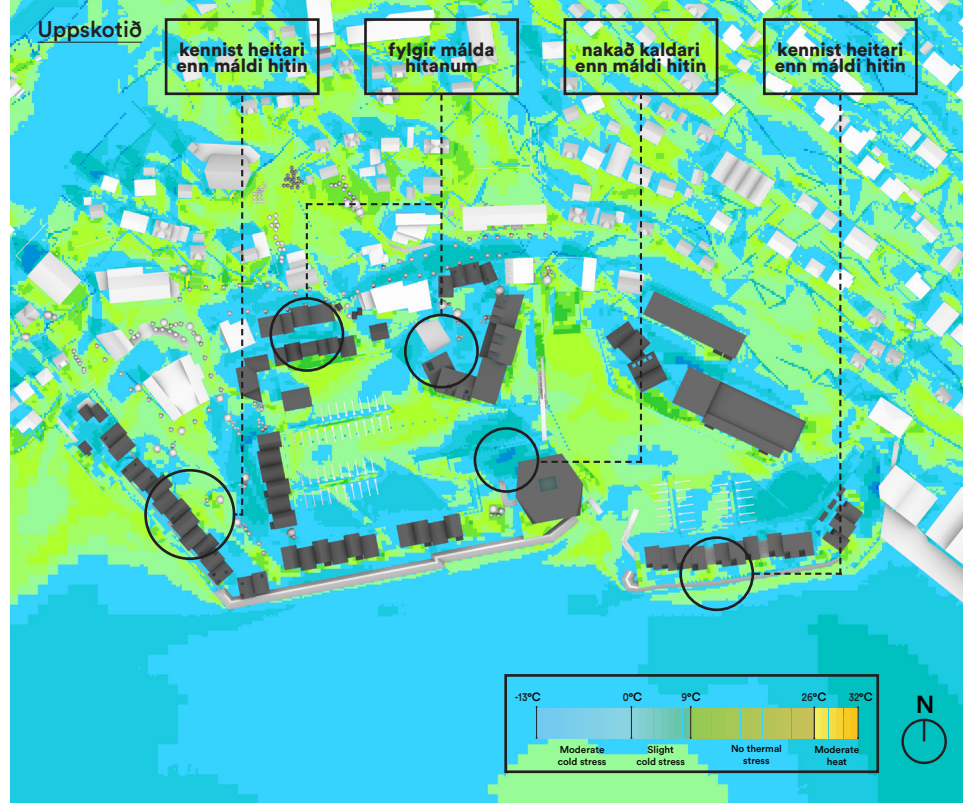 Uppskotið
kennist heitari
enn máldi hitin
fylgir málda
hitanum
nakað kaldari
enn máldi hitin
kennist heitari
enn máldi hitin
-13°C 0°C 9°C 26°C 32°C
Moderate
cold stress
Slight
cold stress
No thermal
stress
Moderate
heat
N